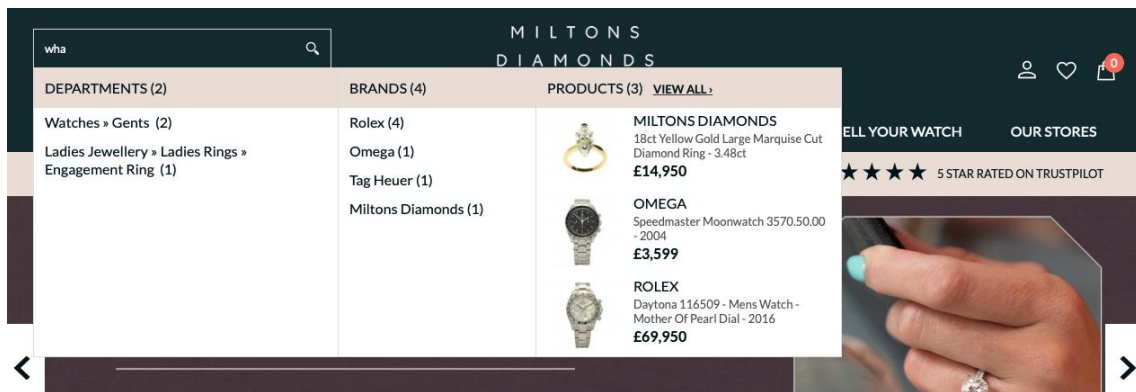 MILTONS
DIAMONDS
wha
0
DEPARTMENTS (2)
Watches » Gents (2)
Ladies Jewellery » Ladies Rings »
Engagement Ring (1)
BRANDS (4)
Rolex (4)
Omega (1)
Tag Heuer (1)
Miltons Diamonds (1)
PRODUCTS (3) VIEW ALL ›
MILTONS DIAMONDS
18ct Yellow Gold Large Marquise Cut
Diamond Ring - 3.48ct
£14,950
OMEGA
Speedmaster Moonwatch 3570.50.00
- 2004
£3,599
ROLEX
Daytona 116509 - Mens Watch -
Mother Of Pearl Dial - 2016
£69,950
ELL YOUR WATCH
OUR STORES
5 STAR RATED ON TRUSTPILOT